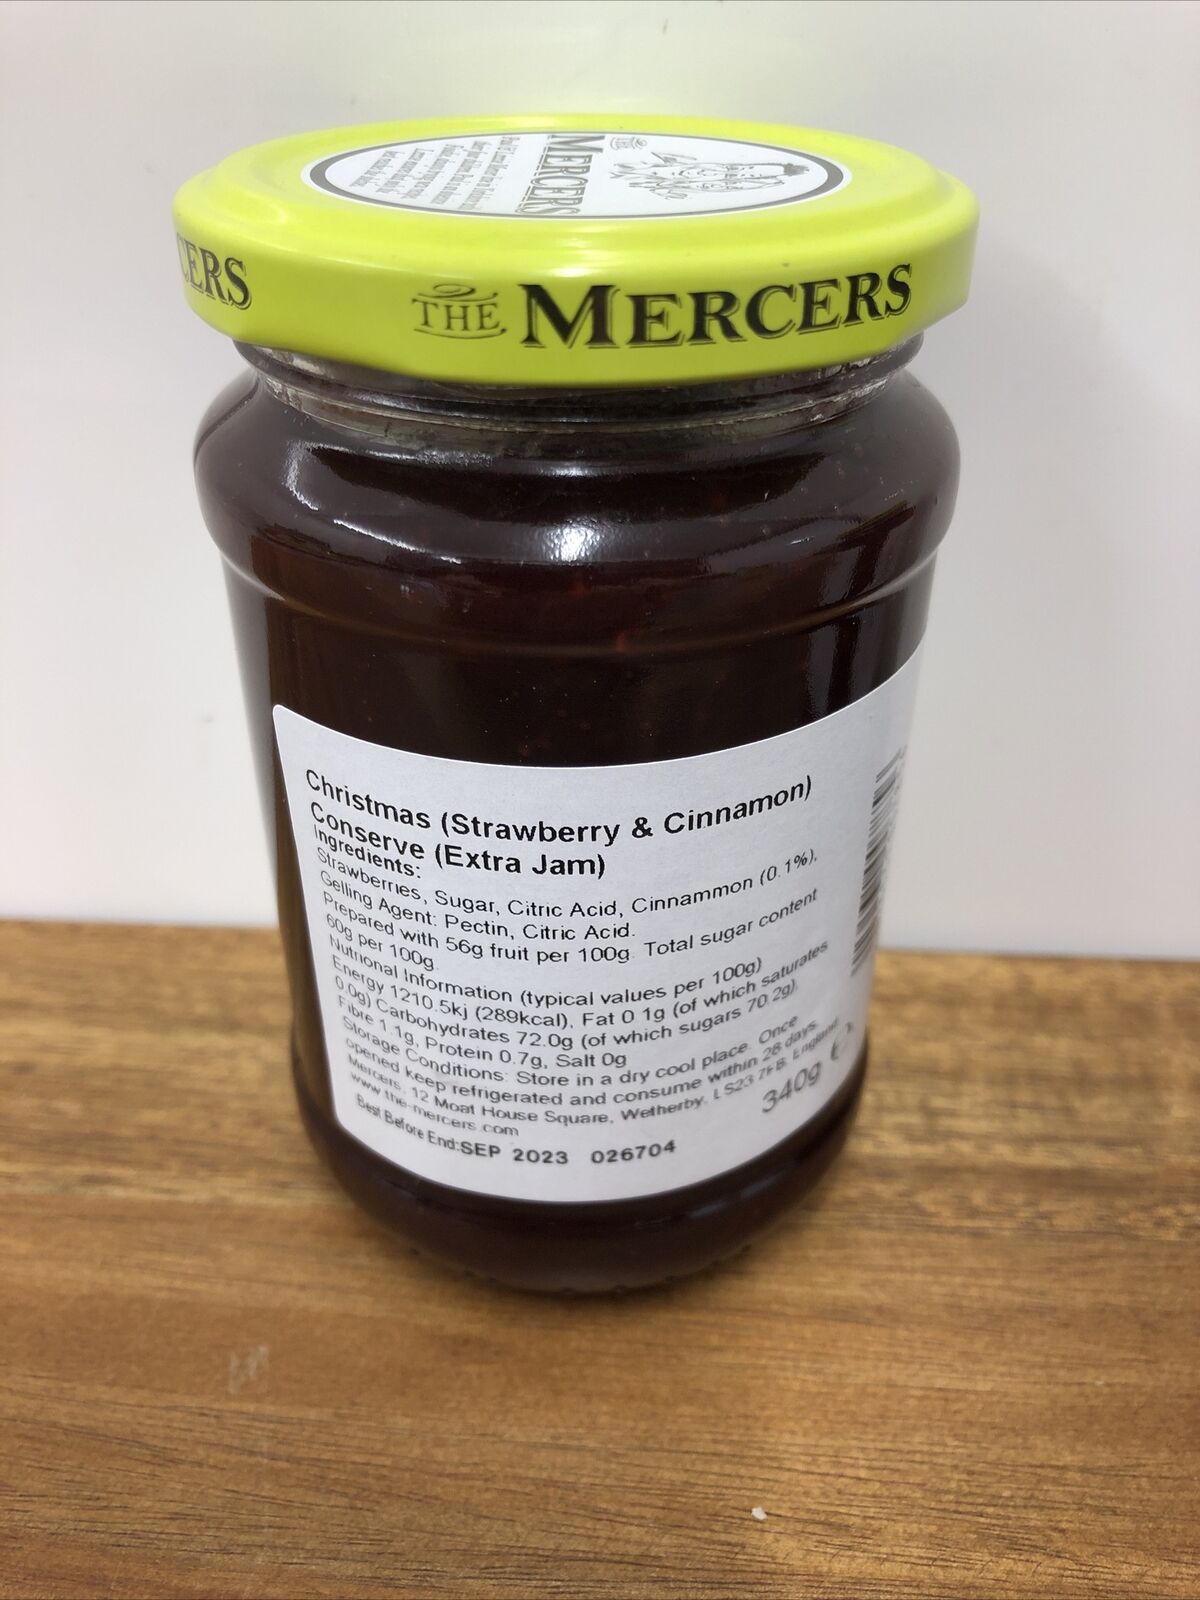 THE
MERCERS
CERS
THE MERCERS
Christmas (Strawberry & Cinnamon)
Conserve (Extra Jam)
Ingredients:
Strawberries, Sugar, Citric Acid, Cinnammon (0.1%),
Gelling Agent: Pectin, Citric Acid.
Prepared with 56g fruit per 100g. Total sugar content
60g per 100g.
Nutrional Information (typical values per 100g)
Energy 1210.5kj (289kcal), Fat 0.1g (of which saturates
0.0g) Carbohydrates 72.0g (of which sugars 70.2g),
Fibre 1.1g, Protein 0.7g, Salt 0g
Storage Conditions: Store in a dry cool place. Once
opened keep refrigerated and consume within 28 days.
Mercers, 12 Moat House Square, Wetherby, LS23 7FB, England
www.the-mercers.com
340g e
Best Before End:SEP 2023 026704